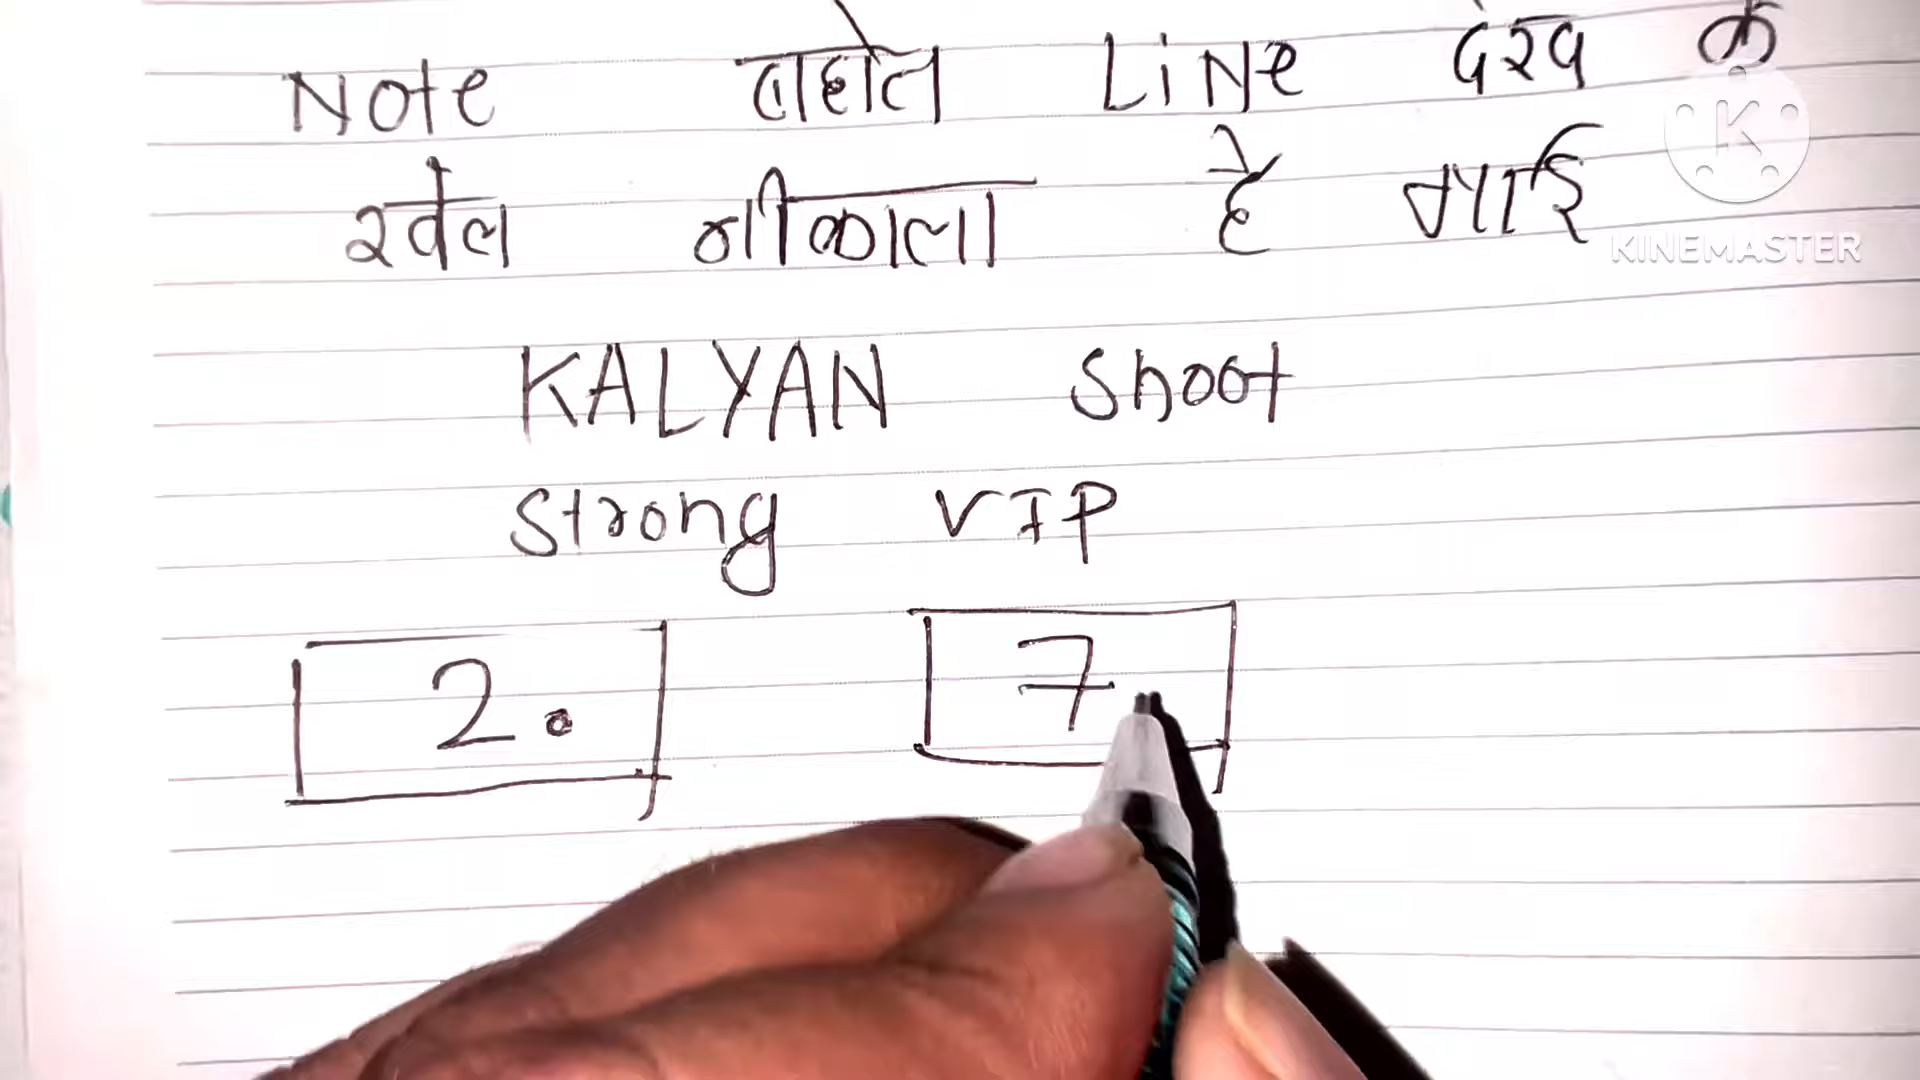 Note बाहोत Line देख के
खेल नीकाला है भाई
KINEMASTER
KALYAN Shoot
Strong VIP
2. 7